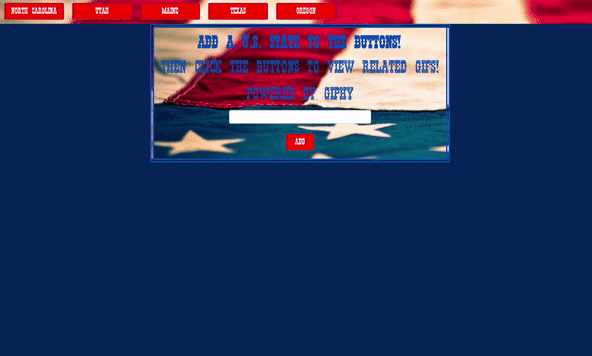 NORTH CAROLINA
UTAH
MAINE
TEXAS
OREGON
ADD A U.S. STATE TO THE BUTTONS!
THEN CLICK THE BUTTONS TO VIEW RELATED GIFS!
POWERED BY GIPHY
ADD